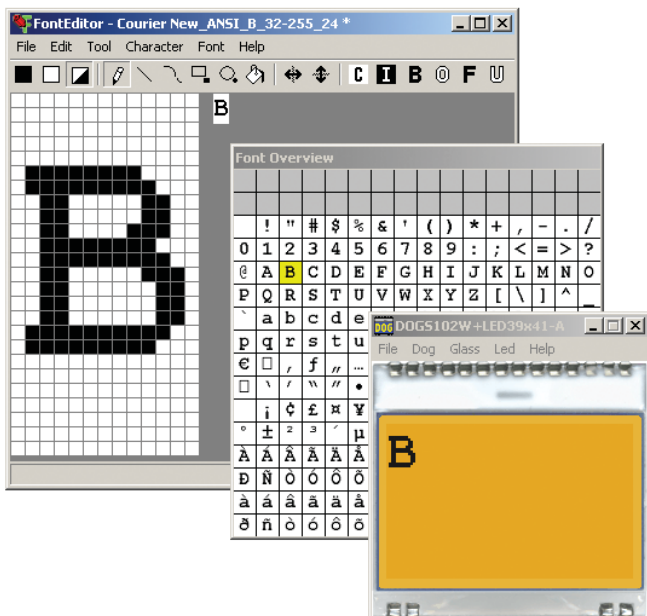 FontEditor - Courier New_ANSI_B_32-255_24 *
File Edit Tool Character Font Help
C I B O F U
B
Font Overview
! " # $ % & ' ( ) * + , - . /
0 1 2 3 4 5 6 7 8 9 : ; < = > ?
@ A B C D E F G H I J K L M N O
P Q R S T U V W X Y Z [ \ ] ^ _
` a b c d e
p q r s t u
€ ‚ ƒ „ …
‘ ’ “ ” •
¡ ¢ £ ¤ ¥
° ± ² ³ ´ µ
À Á Â Ã Ä Å
Ð Ñ Ò Ó Ô Õ
à á â ã ä å
ð ñ ò ó ô õ
DOG DOGS102W+LED39x41-A
File Dog Glass Led Help
B